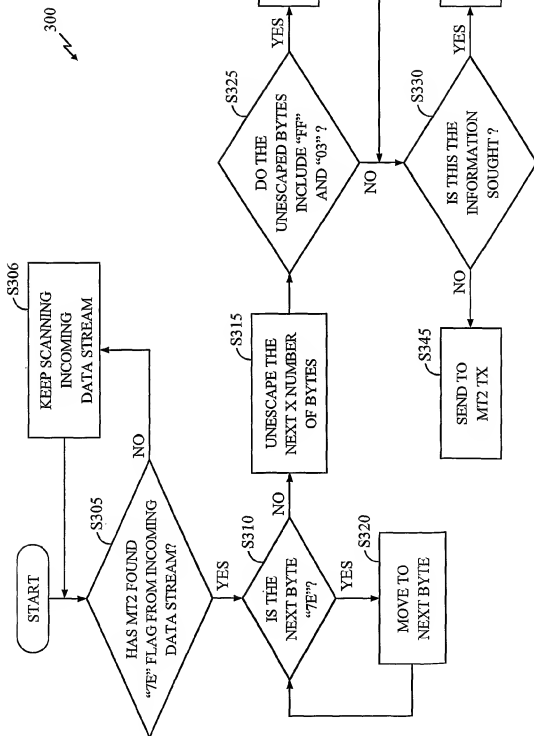 300
START
S306
KEEP SCANNING
INCOMING
DATA STREAM
S305
HAS MT2 FOUND
“7E” FLAG FROM INCOMING
DATA STREAM?
NO
YES
S310
IS THE
NEXT BYTE
“7E”?
NO
YES
S320
MOVE TO
NEXT BYTE
S315
UNESCAPE THE
NEXT X NUMBER
OF BYTES
S325
DO THE
UNESCAPED BYTES
INCLUDE “FF”
AND “03” ?
YES
NO
S330
IS THIS THE
INFORMATION
SOUGHT ?
YES
NO
S345
SEND TO
MT2 TX